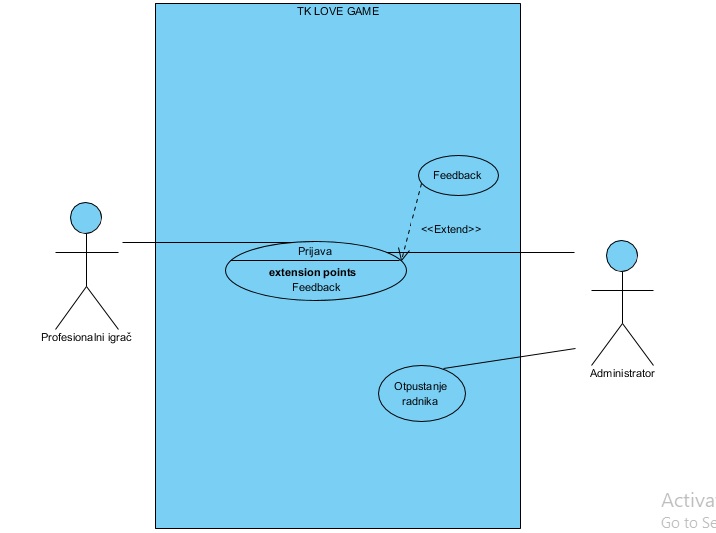 TK LOVE GAME
Feedback
<<Extend>>
Prijava
extension points
Feedback
Profesionalni igrač
Administrator
Otpustanje
radnika
Activa
Go to Se